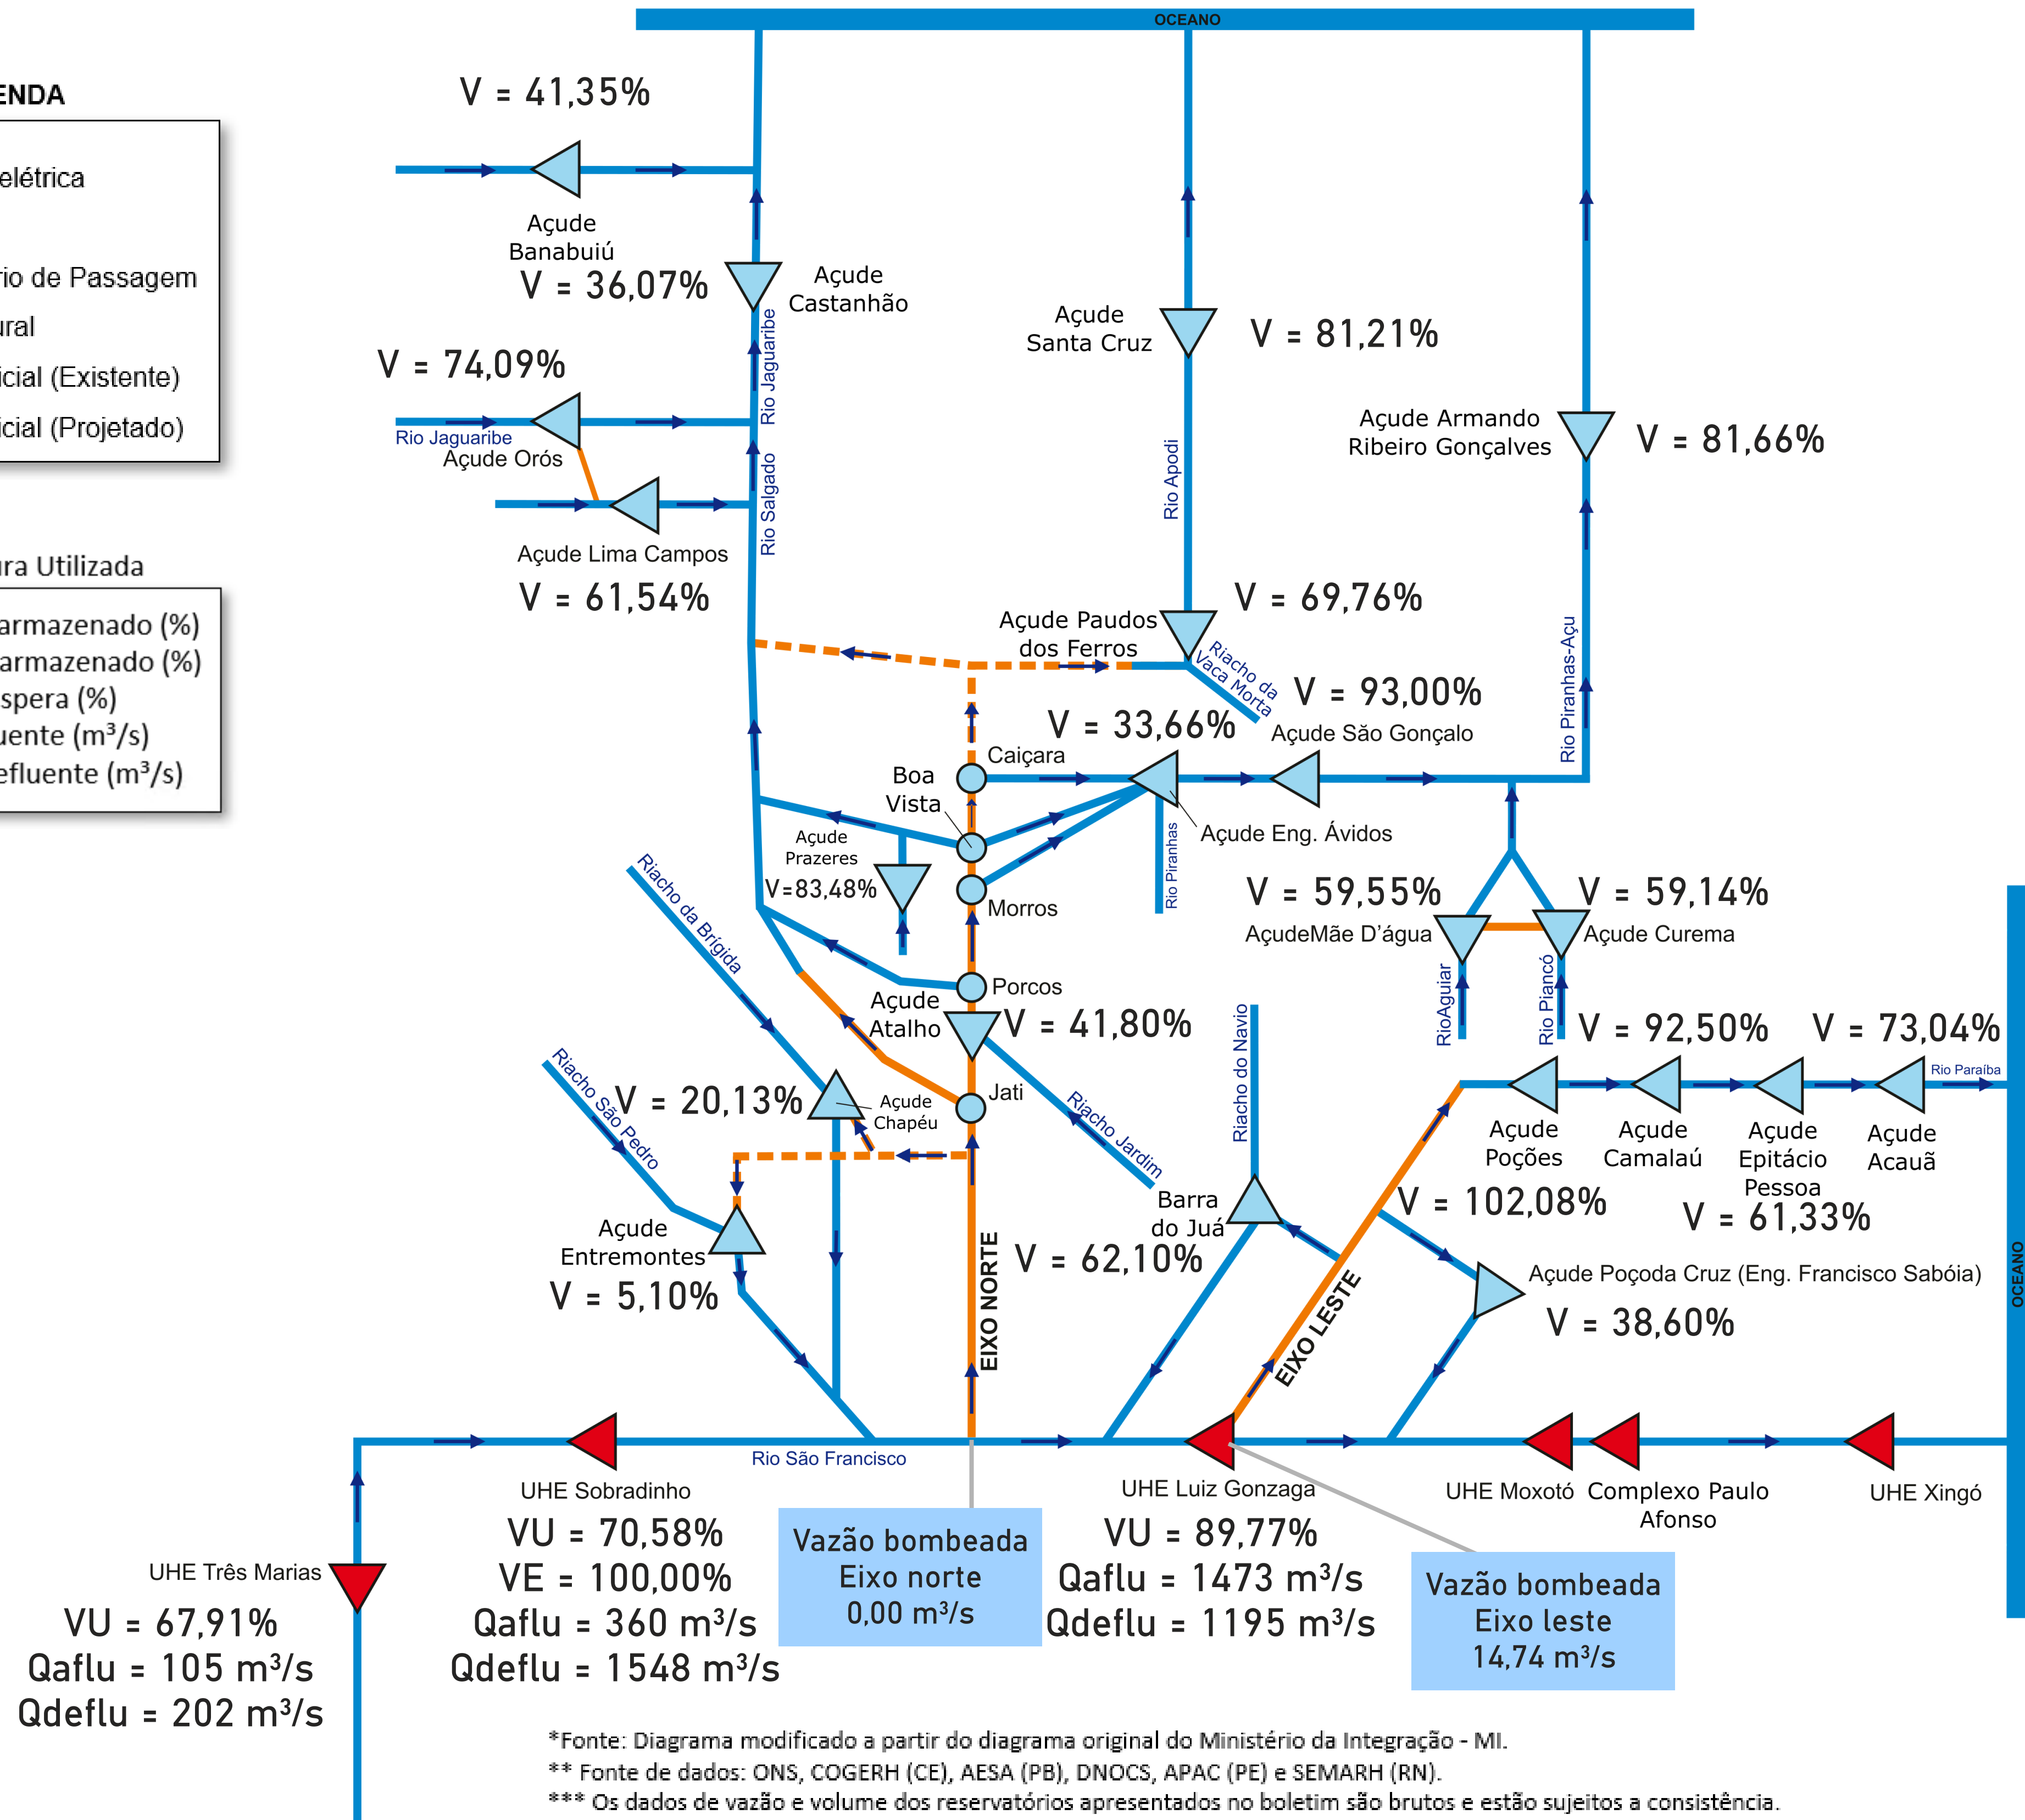 OCEANO
ENDA
elétrica
rio de Passagem
ural
icial (Existente)
icial (Projetado)
ura Utilizada
armazenado (%)
armazenado (%)
spera (%)
uente (m³/s)
efluente (m³/s)
V = 41,35%
Açude
Banabuiú
V = 36,07%
Açude
Castanhão
Rio Jaguaribe
V = 74,09%
Rio Jaguaribe
Açude Orós
Rio Salgado
Açude Lima Campos
V = 61,54%
Açude
Santa Cruz
V = 81,21%
Rio Apodi
Açude Armando
Ribeiro Gonçalves
V = 81,66%
Rio Piranhas-Açu
Açude Paudos
dos Ferros
V = 69,76%
Riacho da
Vaca Morta
V = 93,00%
Açude São Gonçalo
V = 33,66%
Caiçara
Boa
Vista
Açude Eng. Ávidos
Rio Piranhas
Açude
Prazeres
V=83,48%
Morros
Riacho da Brígida
V = 59,55%
AçudeMãe D'água
V = 59,14%
Açude Curema
RioAguiar
Rio Piancó
Porcos
Açude
Atalho
V = 41,80%
Jati
Riacho Jardim
Riacho São Pedro
V = 20,13%
Açude
Chapéu
Riacho do Navio
V = 92,50%
V = 73,04%
Rio Paraíba
Açude
Poções
Açude
Camalaú
Açude
Epitácio
Pessoa
Açude
Acauã
V = 102,08%
V = 61,33%
Barra
do Juá
V = 62,10%
Açude
Entremontes
V = 5,10%
EIXO NORTE
EIXO LESTE
Açude Poçoda Cruz (Eng. Francisco Sabóia)
V = 38,60%
OCEANO
Rio São Francisco
UHE Sobradinho
VU = 70,58%
VE = 100,00%
Qaflu = 360 m³/s
Qdeflu = 1548 m³/s
Vazão bombeada
Eixo norte
0,00 m³/s
UHE Luiz Gonzaga
VU = 89,77%
Qaflu = 1473 m³/s
Qdeflu = 1195 m³/s
Vazão bombeada
Eixo leste
14,74 m³/s
UHE Moxotó
Complexo Paulo
Afonso
UHE Xingó
UHE Três Marias
VU = 67,91%
Qaflu = 105 m³/s
Qdeflu = 202 m³/s
*Fonte: Diagrama modificado a partir do diagrama original do Ministério da Integração - MI.
** Fonte de dados: ONS, COGERH (CE), AESA (PB), DNOCS, APAC (PE) e SEMARH (RN).
*** Os dados de vazão e volume dos reservatórios apresentados no boletim são brutos e estão sujeitos a consistência.